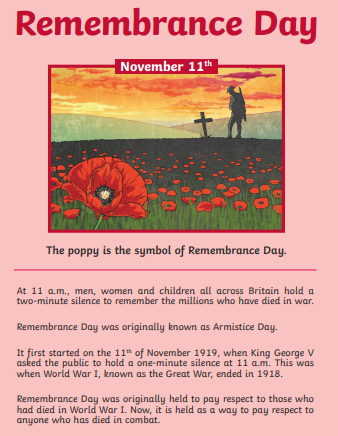 Remembrance Day
November 11th
The poppy is the symbol of Remembrance Day.
At 11 a.m., men, women and children all across Britain hold a
two-minute silence to remember the millions who have died in war.
Remembrance Day was originally known as Armistice Day.
It first started on the 11th of November 1919, when King George V
asked the public to hold a one-minute silence at 11 a.m. This was
when World War I, known as the Great War, ended in 1918.
Remembrance Day was originally held to pay respect to those who
had died in World War I. Now, it is held as a way to pay respect to
anyone who has died in combat.